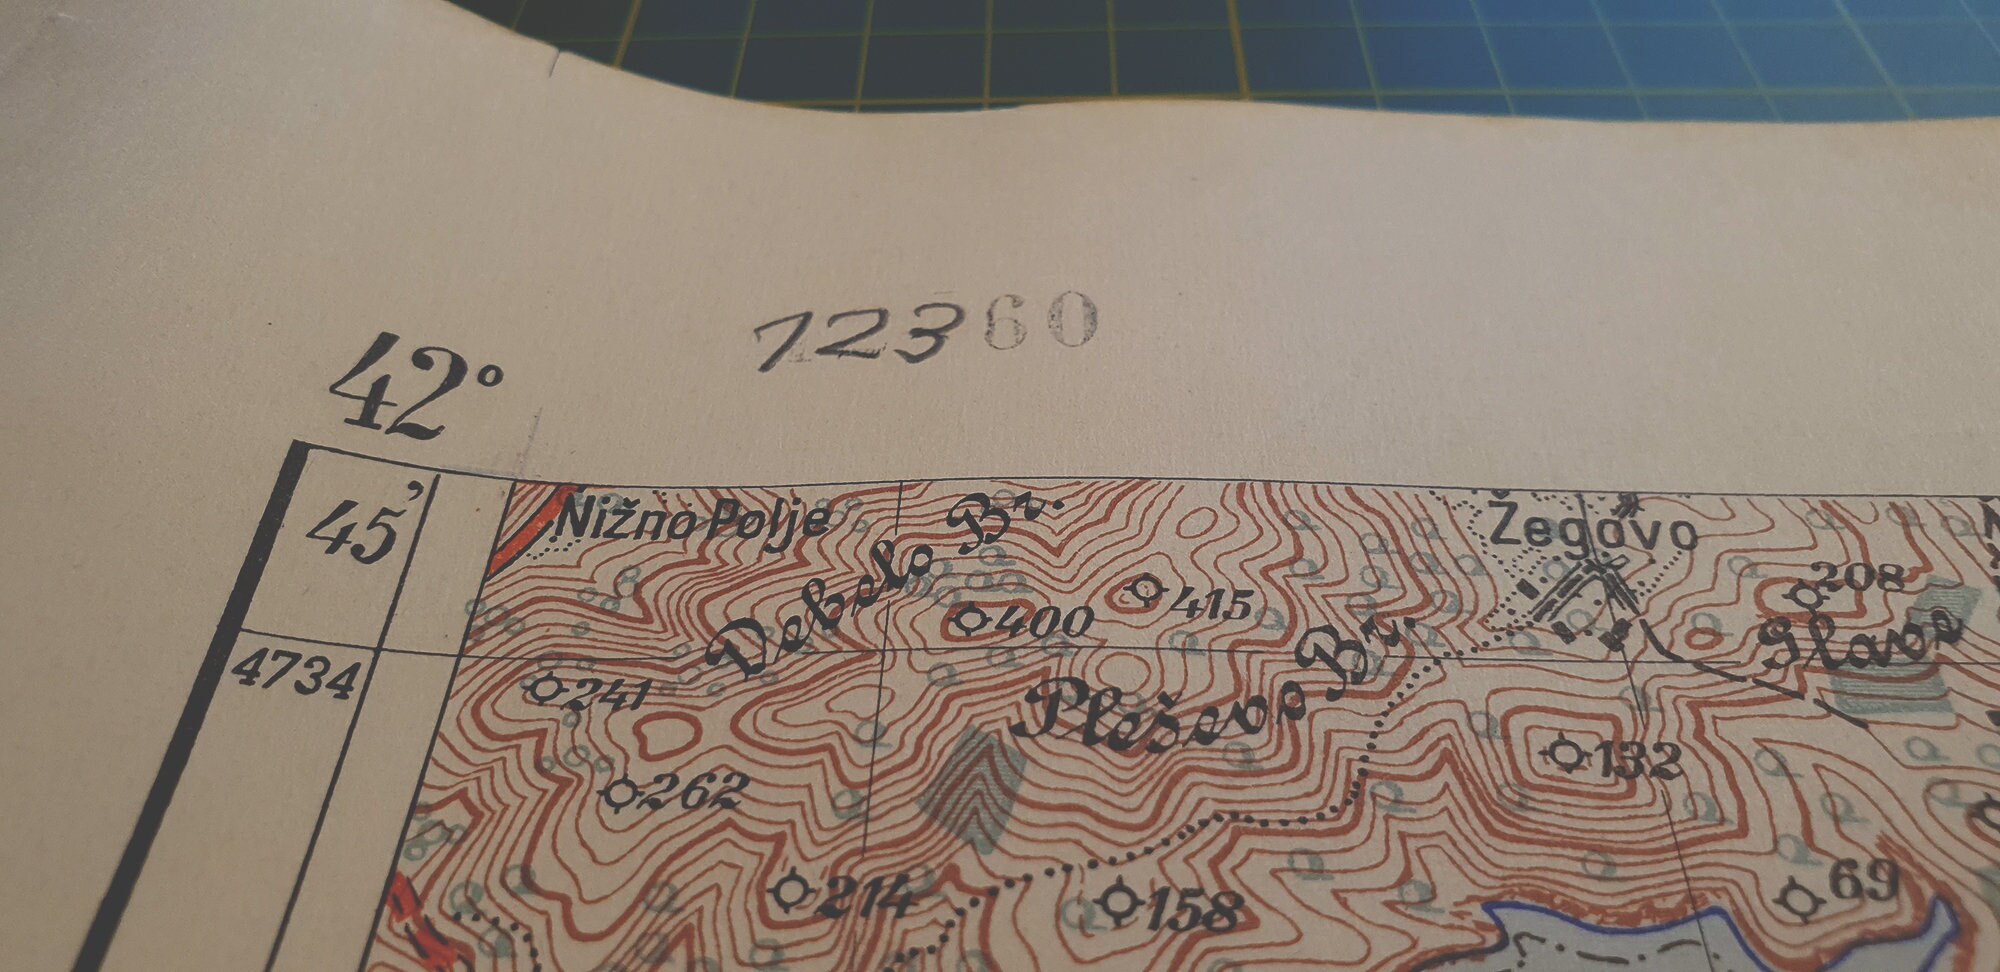 12360
42°
45'
Nižno Polje
Debelo Br.
Žegovo
400
415
208
Glave
4734
241
Pleševo Br.
262
132
214
158
69